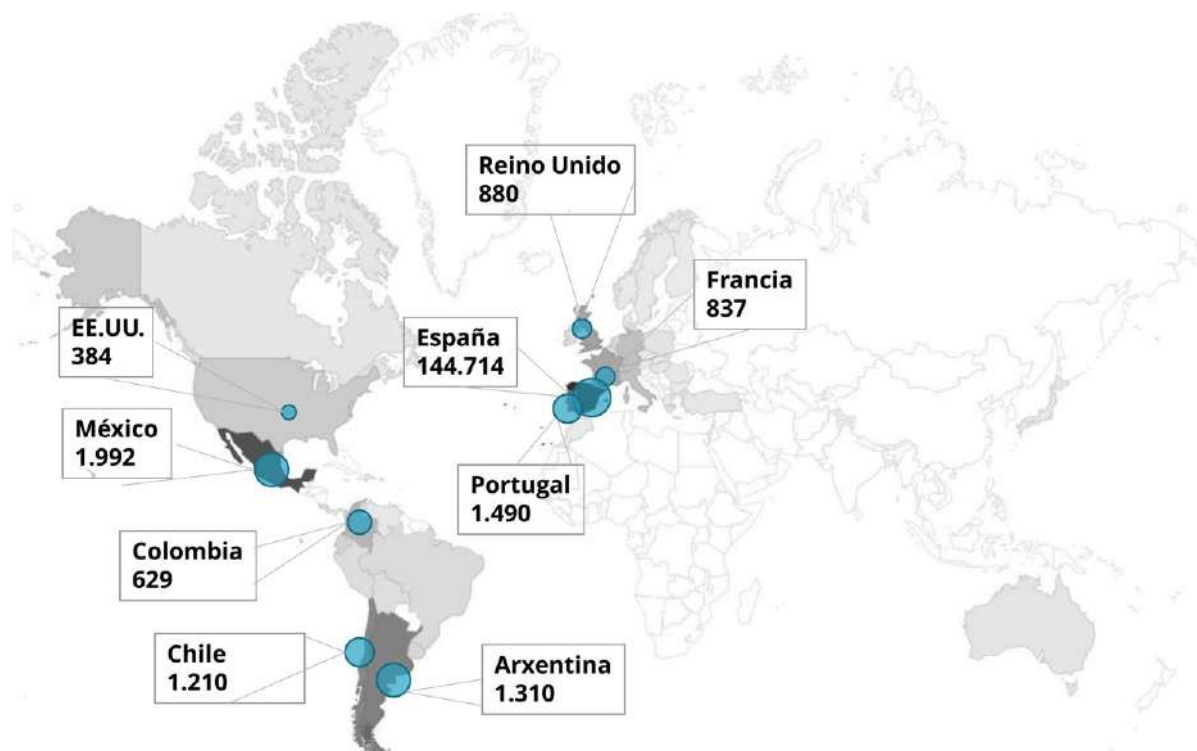 Reino Unido
880
Francia
837
EE.UU.
384
España
144.714
México
1.992
Portugal
1.490
Colombia
629
Chile
1.210
Arxentina
1.310